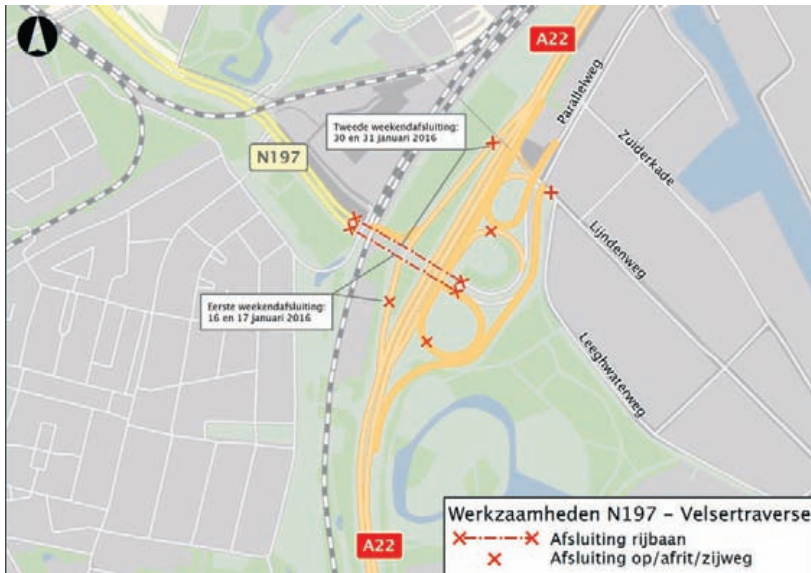 A22
Parallelweg
Tweede weekendafsluiting:
30 en 31 januari 2016
Zuiderkade
N197
Lijndenweg
Eerste weekendafsluiting:
16 en 17 januari 2016
Leeghwaterweg
Werkzaamheden N197 - Velsertraverse
Afsluiting rijbaan
A22
Afsluiting op/afrit/zijweg